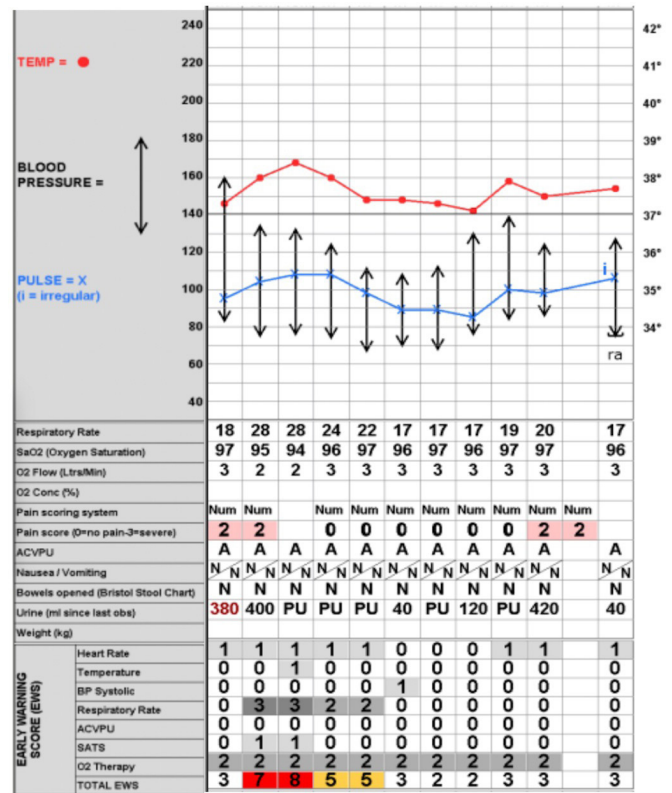 240 42°
TEMP = 220 41°
200 40°
180 39°
BLOOD
PRESSURE = 160 38°
140 37°
120 36°
PULSE = X
(i = irregular) 100 i 35°
80 34°
ra
60
40
Respiratory Rate 18 28 28 24 22 17 17 17 19 20 17
SaO2 (Oxygen Saturation) 97 95 94 96 97 96 97 96 97 97 96
O2 Flow (Ltrs/Min) 3 2 2 3 3 3 3 3 3 3 3
O2 Conc (%)
Pain scoring system Num Num Num Num Num Num Num Num Num Num
Pain score (0=no pain-3=severe) 2 2 0 0 0 0 0 0 2 2
ACVPU A A A A A A A A A A A
Nausea / Vomiting N N N N N N N N N N N N N N N N N N N N N N
Bowels opened (Bristol Stool Chart) N N N N N N N N N N N
Urine (ml since last obs) 380 400 PU PU PU 40 PU 120 PU 420 40
Weight (kg)
EARLY WARNING
SCORE (EWS)
Heart Rate 1 1 1 1 1 0 0 0 1 1 1
Temperature 0 0 1 0 0 0 0 0 0 0 0
BP Systolic 0 0 0 0 0 1 0 0 0 0 0
Respiratory Rate 0 3 3 2 2 0 0 0 0 0 0
ACVPU 0 0 0 0 0 0 0 0 0 0 0
SATS 0 1 1 0 0 0 0 0 0 0 0
O2 Therapy 2 2 2 2 2 2 2 2 2 2 2
TOTAL EWS 3 7 8 5 5 3 2 2 3 3 3